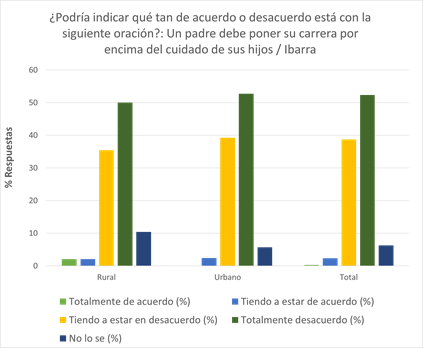 ¿Podría indicar qué tan de acuerdo o desacuerdo está con la
siguiente oración?: Un padre debe poner su carrera por
encima del cuidado de sus hijos / Ibarra
60
50
40
30
20
10
0
% Respuestas
Rural Urbano Total
Totalmente de acuerdo (%) Tiendo a estar de acuerdo (%)
Tiendo a estar en desacuerdo (%) Totalmente desacuerdo (%)
No lo se (%)